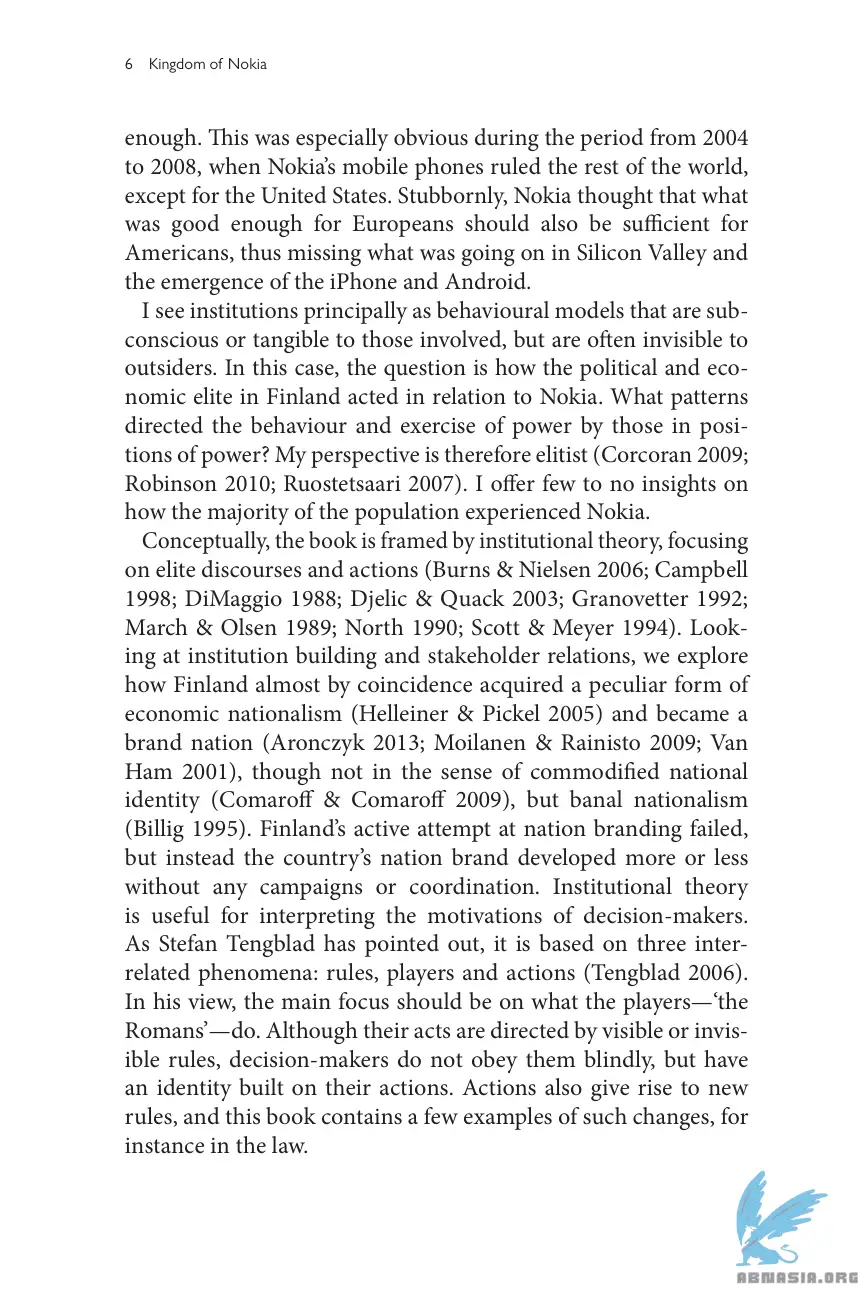 6 Kingdom of Nokia
enough. This was especially obvious during the period from 2004
to 2008, when Nokia’s mobile phones ruled the rest of the world,
except for the United States. Stubbornly, Nokia thought that what
was good enough for Europeans should also be sufficient for
Americans, thus missing what was going on in Silicon Valley and
the emergence of the iPhone and Android.
I see institutions principally as behavioural models that are sub-
conscious or tangible to those involved, but are often invisible to
outsiders. In this case, the question is how the political and eco-
nomic elite in Finland acted in relation to Nokia. What patterns
directed the behaviour and exercise of power by those in posi-
tions of power? My perspective is therefore elitist (Corcoran 2009;
Robinson 2010; Ruostetsaari 2007). I offer few to no insights on
how the majority of the population experienced Nokia.
Conceptually, the book is framed by institutional theory, focusing
on elite discourses and actions (Burns & Nielsen 2006; Campbell
1998; DiMaggio 1988; Djelic & Quack 2003; Granovetter 1992;
March & Olsen 1989; North 1990; Scott & Meyer 1994). Look-
ing at institution building and stakeholder relations, we explore
how Finland almost by coincidence acquired a peculiar form of
economic nationalism (Helleiner & Pickel 2005) and became a
brand nation (Aronczyk 2013; Moilanen & Rainisto 2009; Van
Ham 2001), though not in the sense of commodified national
identity (Comaroff & Comaroff 2009), but banal nationalism
(Billig 1995). Finland’s active attempt at nation branding failed,
but instead the country’s nation brand developed more or less
without any campaigns or coordination. Institutional theory
is useful for interpreting the motivations of decision-makers.
As Stefan Tengblad has pointed out, it is based on three inter-
related phenomena: rules, players and actions (Tengblad 2006).
In his view, the main focus should be on what the players—‘the
Romans’—do. Although their acts are directed by visible or invis-
ible rules, decision-makers do not obey them blindly, but have
an identity built on their actions. Actions also give rise to new
rules, and this book contains a few examples of such changes, for
instance in the law.
ABNASIA.ORG